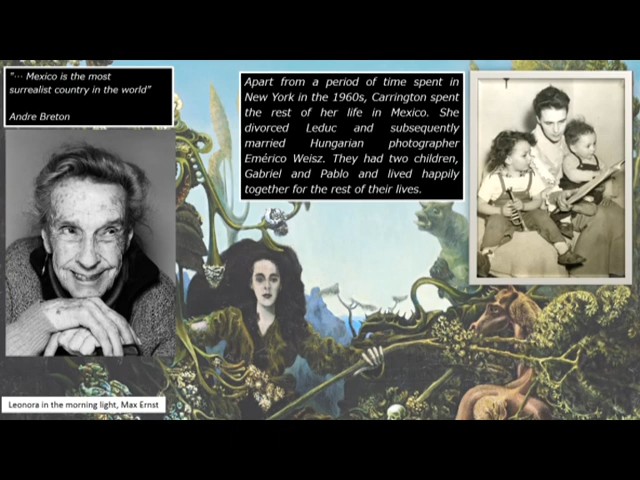 "··· Mexico is the most
surrealist country in the world"
Andre Breton
Apart from a period of time spent in
New York in the 1960s, Carrington spent
the rest of her life in Mexico. She
divorced Leduc and subsequently
married Hungarian photographer
Emérico Weisz. They had two children,
Gabriel and Pablo and lived happily
together for the rest of their lives.
Leonora in the morning light, Max Ernst